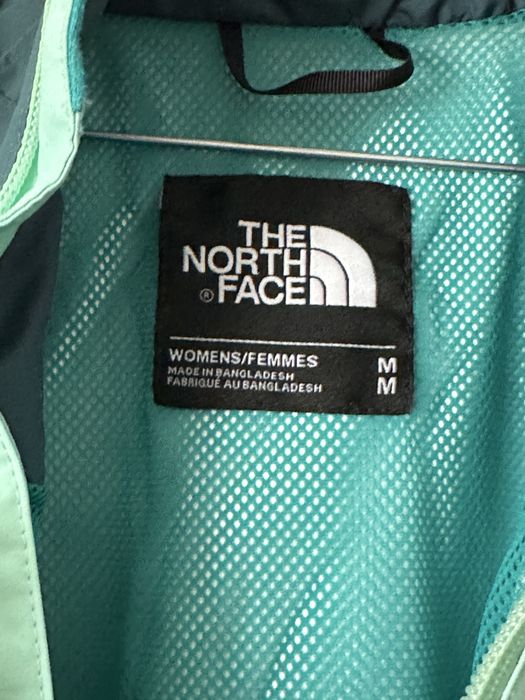 THE
NORTH
® FACE
WOMENS/FEMMES M
MADE IN BANGLADESH
FABRIQUÉ AU BANGLADESH M